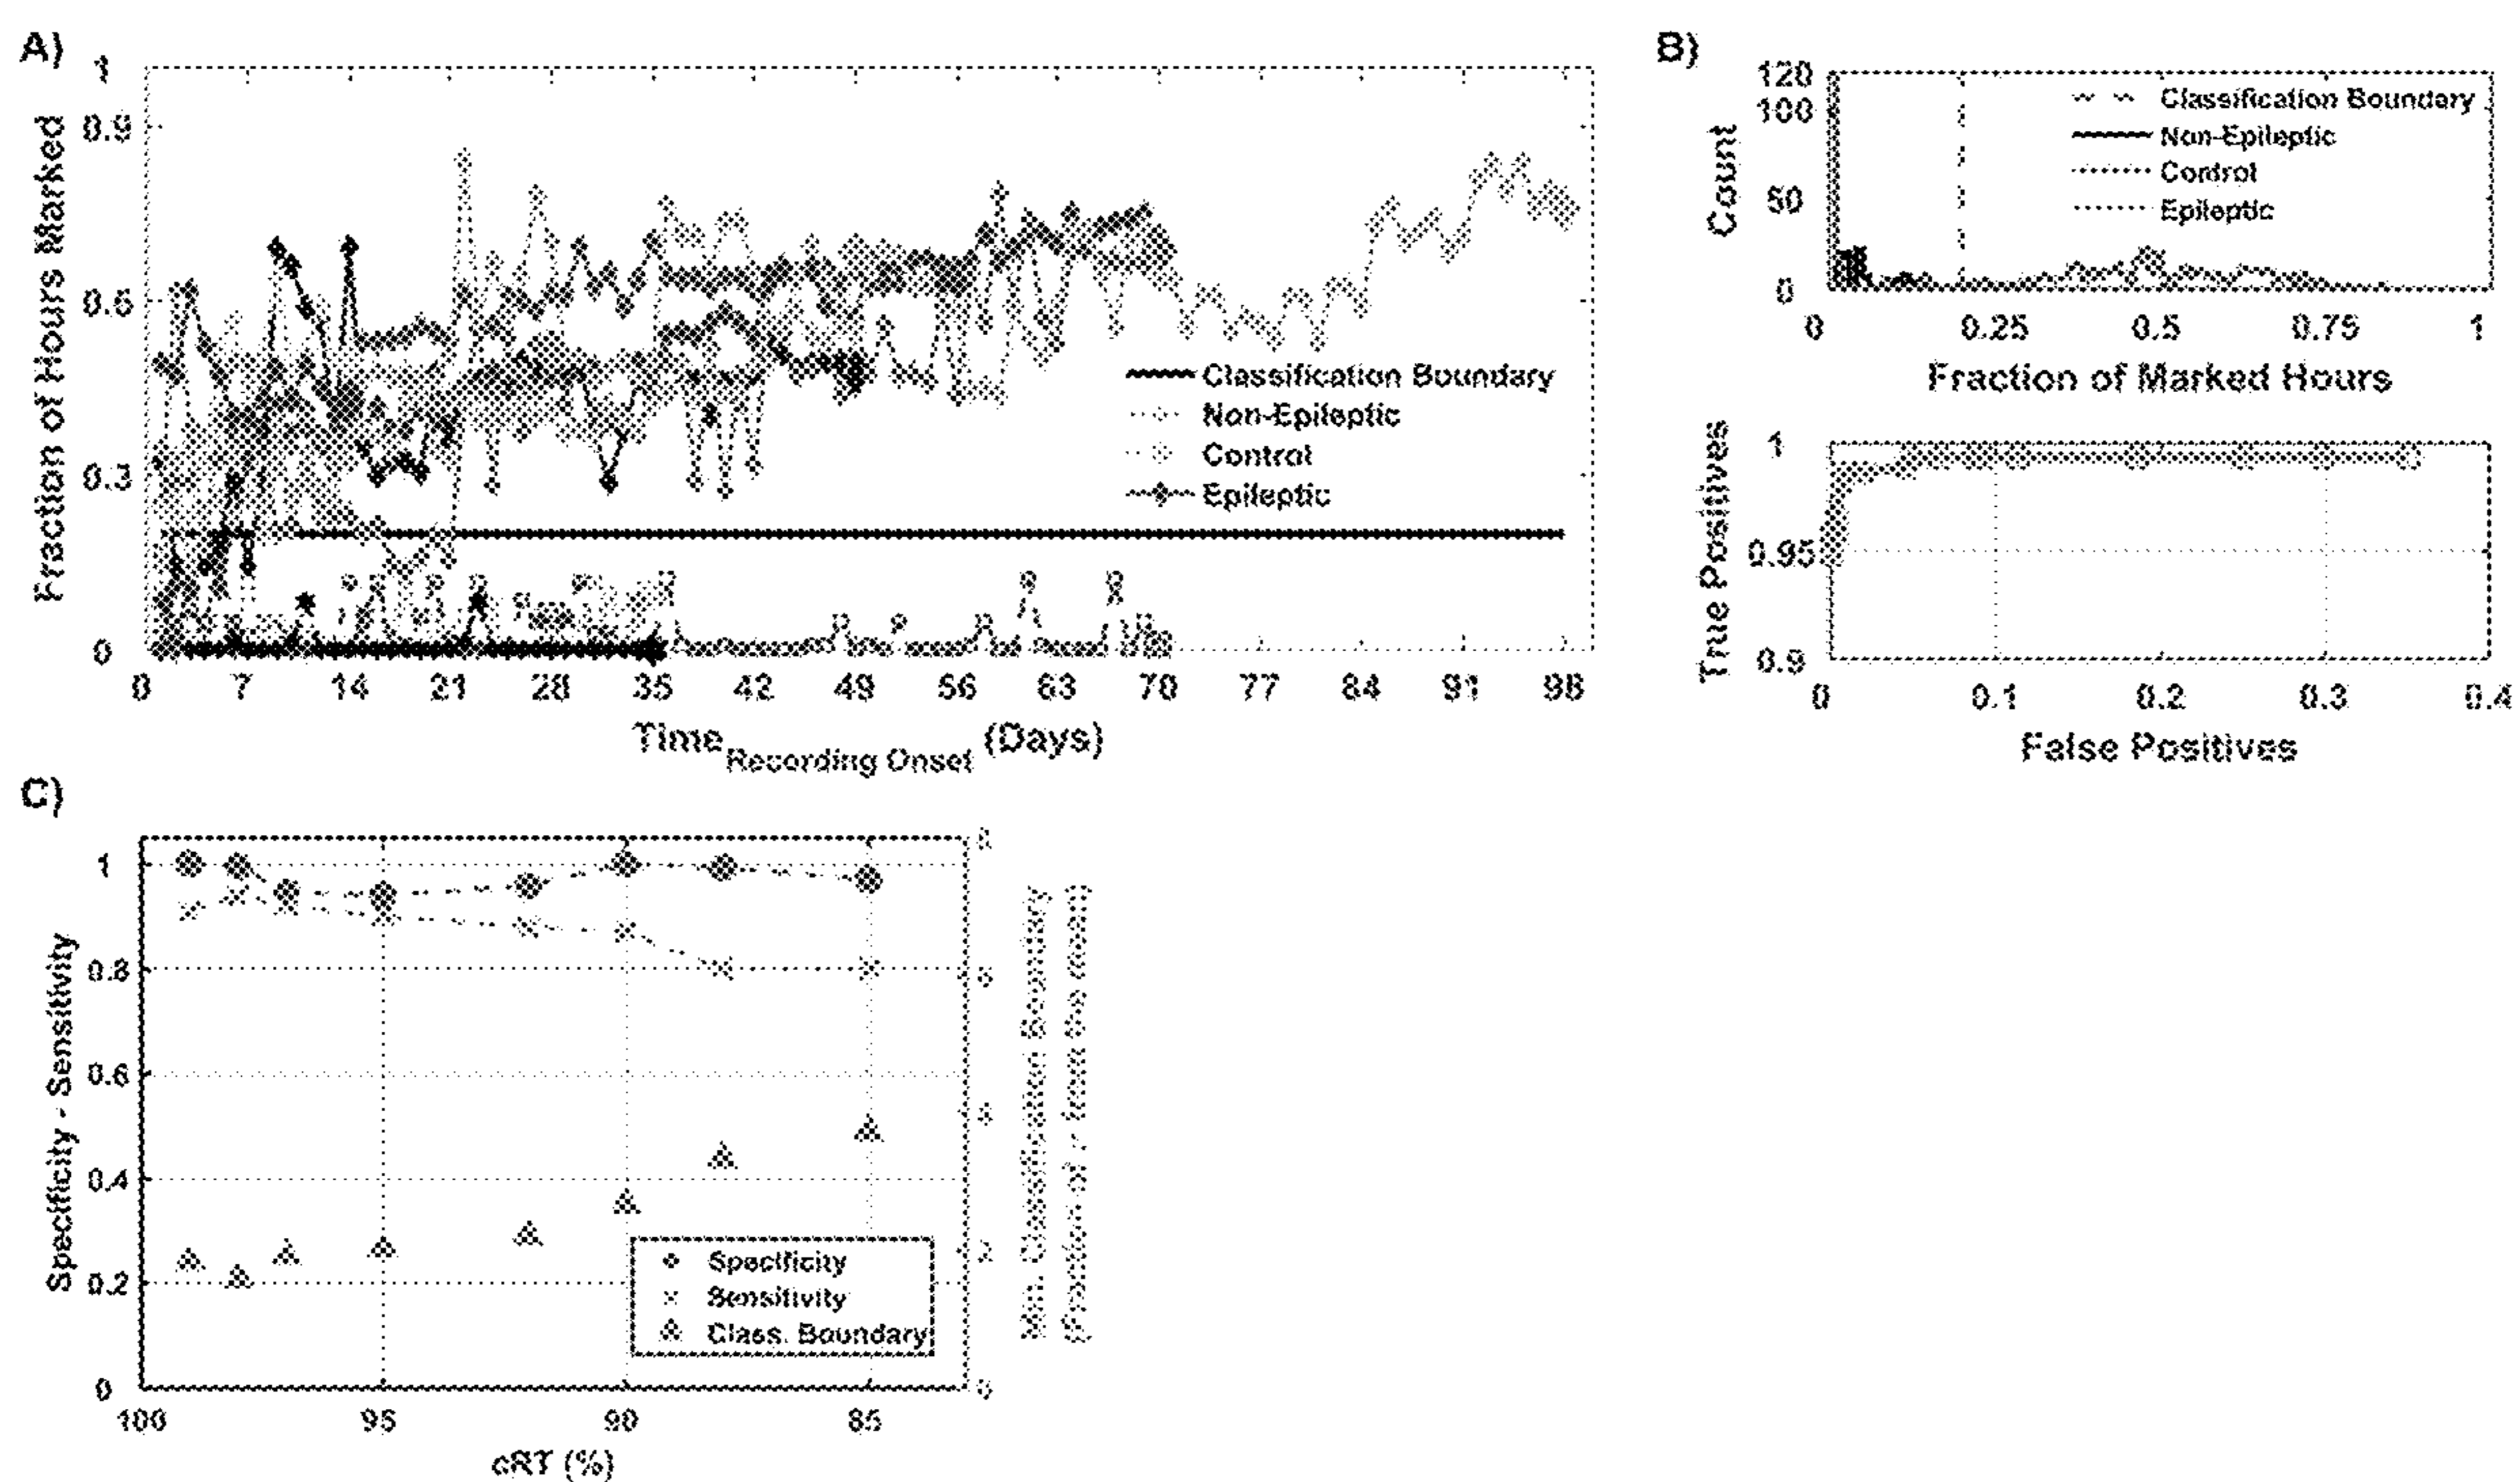 A)
1
0.9
0.6
0.3
0
Fraction of Hours Marked
Classification Boundary
Non-Epileptic
Control
Epileptic
0 7 14 21 28 35 42 49 56 63 70 77 84 91 98
Time Recording Onset (Days)
B)
120
100
50
0
Count
Classification Boundary
Non-Epileptic
Control
Epileptic
0 0.25 0.5 0.75 1
Fraction of Marked Hours
1
0.95
0.9
True Positives
0 0.1 0.2 0.3 0.4
False Positives
C)
1
0.8
0.6
0.4
0.2
0
Specificity - Sensitivity
Specificity
Sensitivity
Class. Boundary
2
Classification Boundary
100 95 90 85
cRT (%)